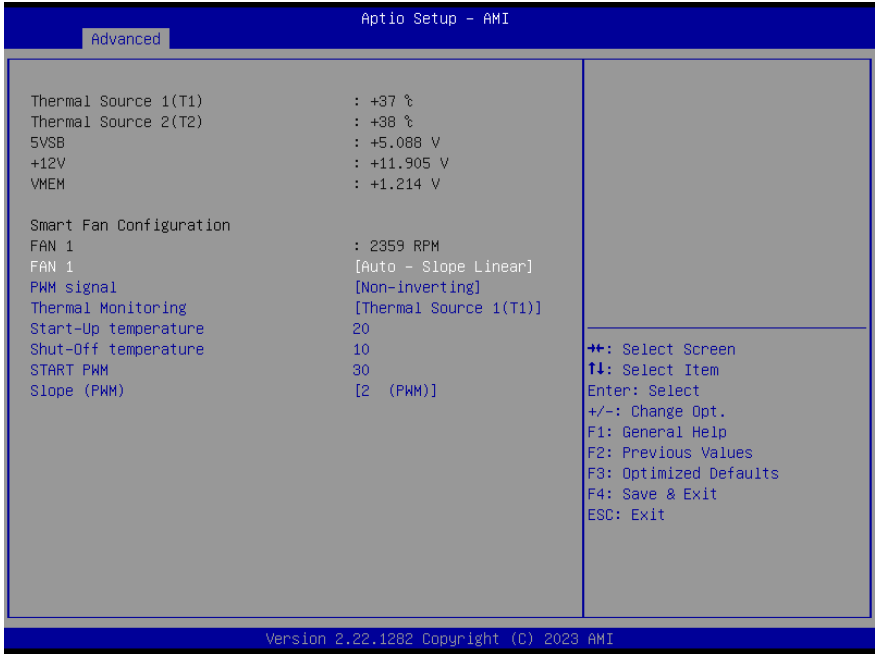 Aptio Setup - AMI
Advanced
Thermal Source 1(T1) : +37 ℃
Thermal Source 2(T2) : +38 ℃
5VSB : +5.088 V
+12V : +11.905 V
VMEM : +1.214 V
Smart Fan Configuration
FAN 1 : 2359 RPM
FAN 1 [Auto - Slope Linear]
PWM signal [Non-inverting]
Thermal Monitoring [Thermal Source 1(T1)]
Start-Up temperature 20
Shut-Off temperature 10
START PWM 30
Slope (PWM) [2 (PWM)]
→←: Select Screen
↑↓: Select Item
Enter: Select
+/-: Change Opt.
F1: General Help
F2: Previous Values
F3: Optimized Defaults
F4: Save & Exit
ESC: Exit
Version 2.22.1282 Copyright (C) 2023 AMI